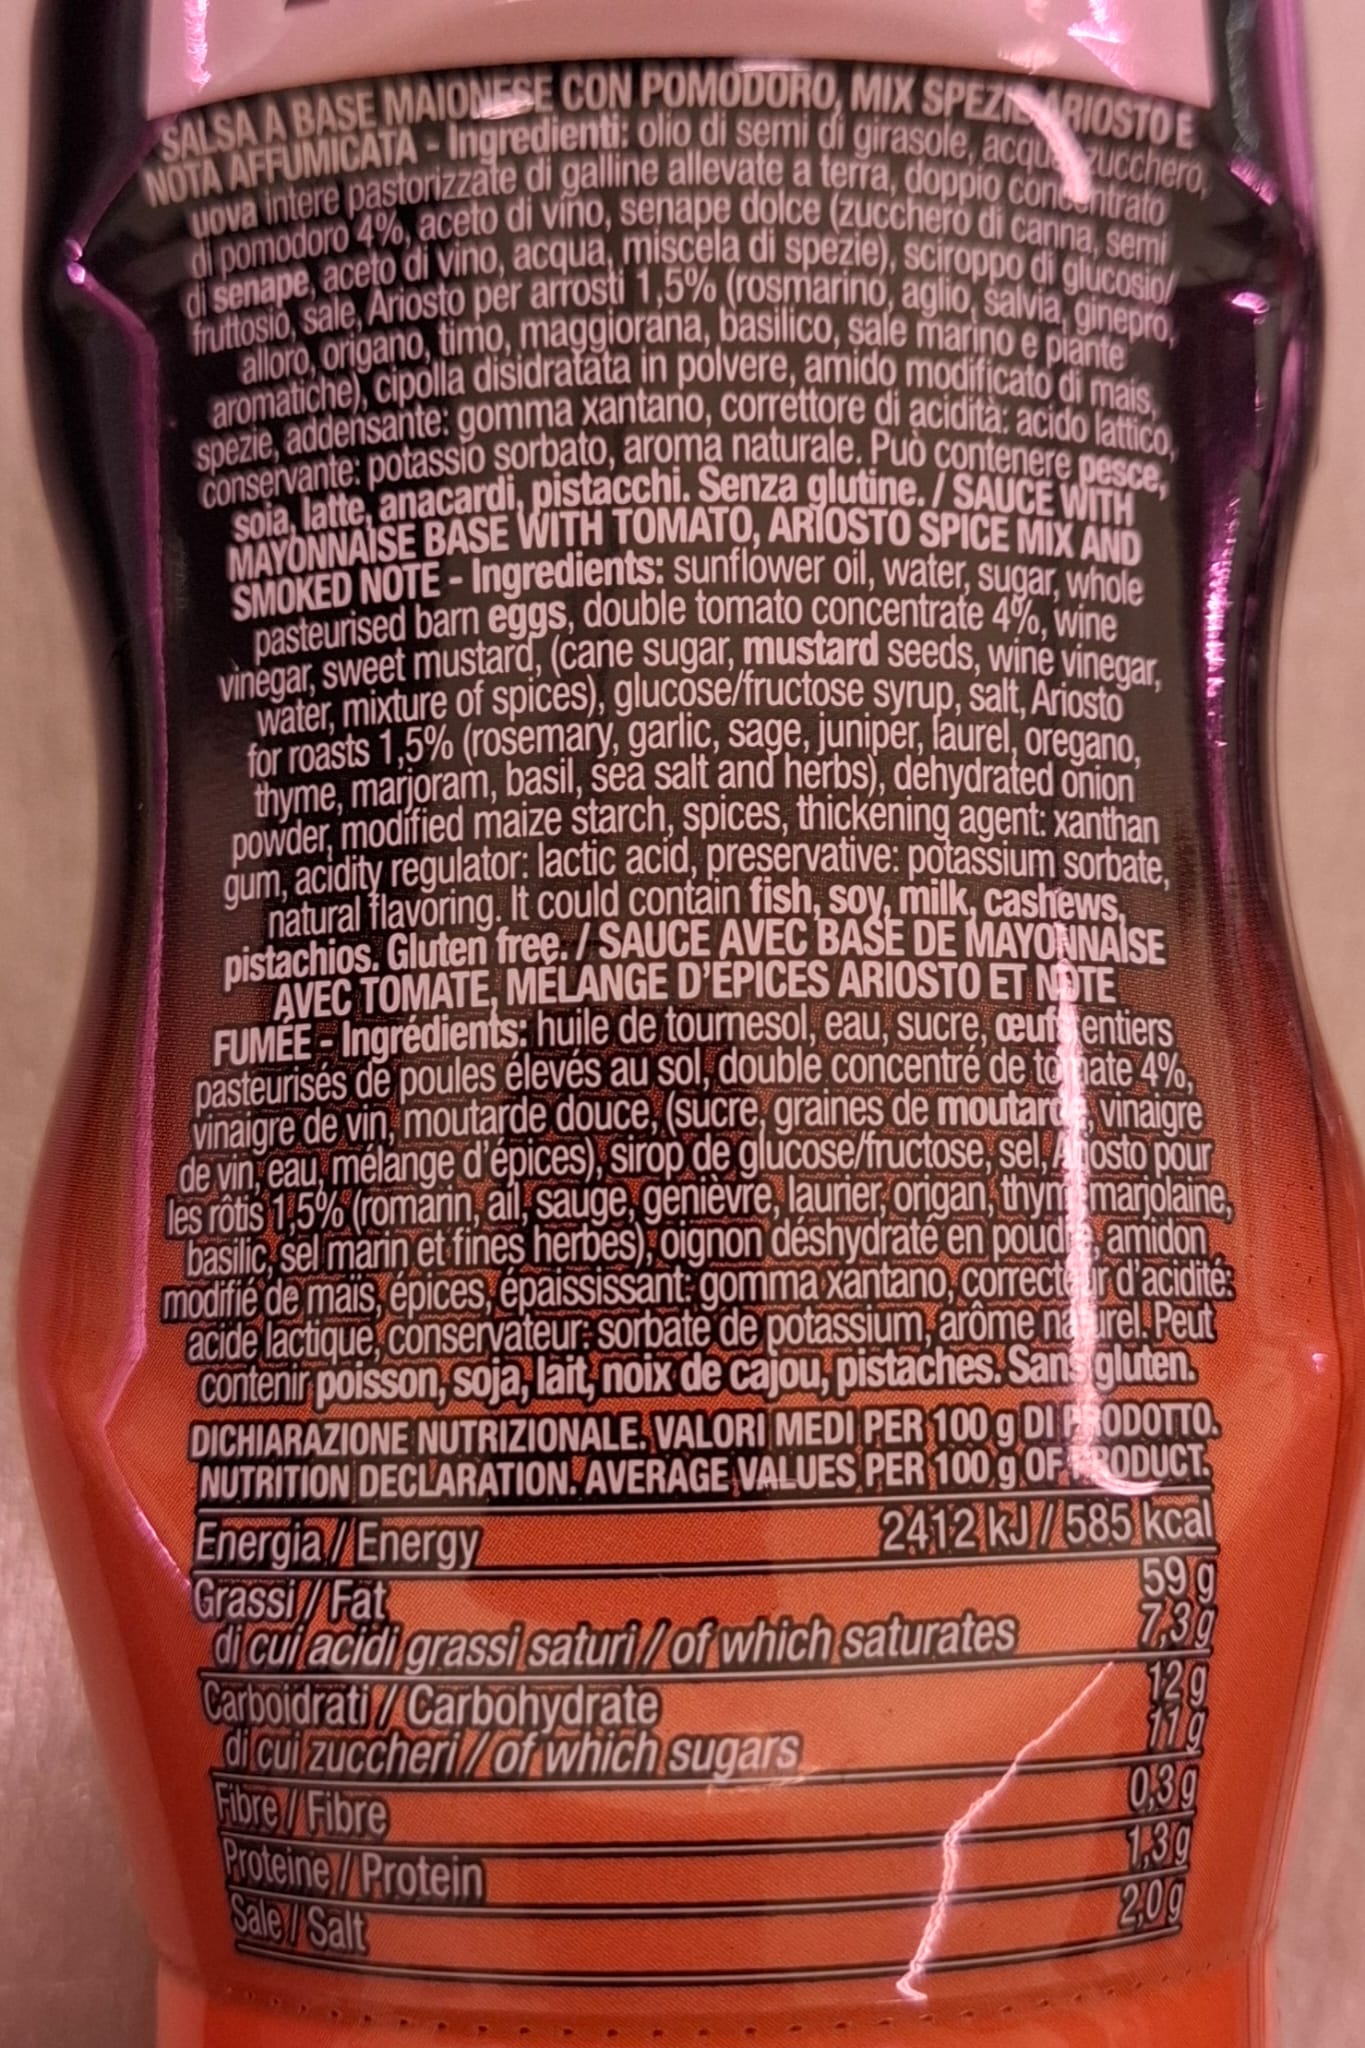 SALSA A BASE MAIONESE CON POMODORO, MIX SPEZIE ARIOSTO E
NOTA AFFUMICATA - Ingredienti: olio di semi di girasole, acqua, zucchero,
uova intere pastorizzate di galline allevate a terra, doppio concentrato
di pomodoro 4%, aceto di vino, senape dolce (zucchero di canna, semi
di senape, aceto di vino, acqua, miscela di spezie), sciroppo di glucosio/
fruttosio, sale, Ariosto per arrosti 1,5% (rosmarino, aglio, salvia, ginepro,
alloro, origano, timo, maggiorana, basilico, sale marino e piante
aromatiche), cipolla disidratata in polvere, amido modificato di mais,
spezie, addensante: gomma xantano, correttore di acidità: acido lattico,
conservante: potassio sorbato, aroma naturale. Può contenere pesce,
soia, latte, anacardi, pistacchi. Senza glutine. / SAUCE WITH
MAYONNAISE BASE WITH TOMATO, ARIOSTO SPICE MIX AND
SMOKED NOTE - Ingredients: sunflower oil, water, sugar, whole
pasteurised barn eggs, double tomato concentrate 4%, wine
vinegar, sweet mustard, (cane sugar, mustard seeds, wine vinegar,
water, mixture of spices), glucose/fructose syrup, salt, Ariosto
for roasts 1,5% (rosemary, garlic, sage, juniper, laurel, oregano,
thyme, marjoram, basil, sea salt and herbs), dehydrated onion
powder, modified maize starch, spices, thickening agent: xanthan
gum, acidity regulator: lactic acid, preservative: potassium sorbate,
natural flavoring. It could contain fish, soy, milk, cashews,
pistachios. Gluten free. / SAUCE AVEC BASE DE MAYONNAISE
AVEC TOMATE, MÉLANGE D'ÉPICES ARIOSTO ET NOTE
FUMÉE - Ingrédients: huile de tournesol, eau, sucre, œufs entiers
pasteurisés de poules élevés au sol, double concentré de tomate 4%,
vinaigre de vin, moutarde douce, (sucre, graines de moutarde, vinaigre
de vin, eau, mélange d'épices), sirop de glucose/fructose, sel, Ariosto pour
les rôtis 1,5% (romarin, ail, sauge, genièvre, laurier, origan, thym, marjolaine,
basilic, sel marin et fines herbes), oignon déshydraté en poudre, amidon
modifié de maïs, épices, épaississant: gomma xantano, correcteur d'acidité:
acide lactique, conservateur: sorbate de potassium, arôme naturel. Peut
contenir poisson, soja, lait, noix de cajou, pistaches. Sans gluten.
DICHIARAZIONE NUTRIZIONALE. VALORI MEDI PER 100 g DI PRODOTTO.
NUTRITION DECLARATION. AVERAGE VALUES PER 100 g OF PRODUCT.
Energia / Energy 2412 kJ / 585 kcal
Grassi / Fat 59 g
di cui acidi grassi saturi / of which saturates 7,3 g
Carboidrati / Carbohydrate 12 g
di cui zuccheri / of which sugars 11 g
Fibre / Fibre 0,3 g
Proteine / Protein 1,3 g
Sale / Salt 2,0 g